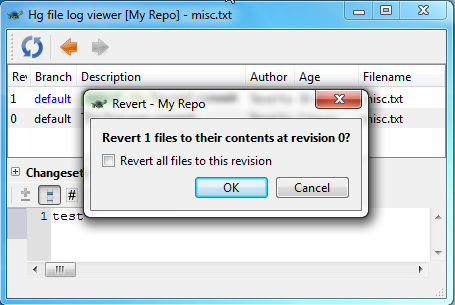 Hg file log viewer [My Repo] - misc.txt
Rev Branch Description Author Age Filename
1 default misc.txt
0 default misc.txt
Revert - My Repo
Revert 1 files to their contents at revision 0?
Revert all files to this revision
OK Cancel
Changeset
#
1 test